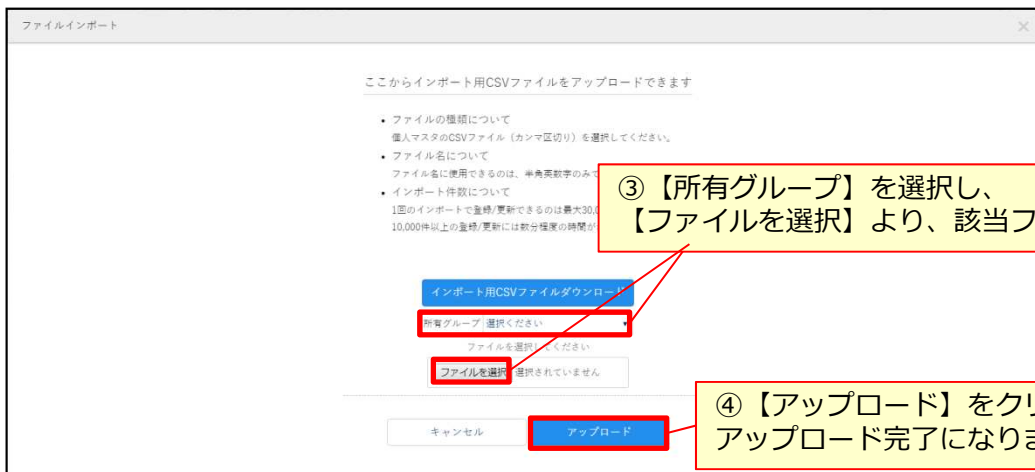 ファイルインポート
×
ここからインポート用CSVファイルをアップロードできます
• ファイルの種類について
個人マスタのCSVファイル（カンマ区切り）を選択してください。
• ファイル名について
ファイル名に使用できるのは、半角英数字のみで
• インポート件数について
1回のインポートで登録/更新できるのは最大30,0
10,000件以上の登録/更新には数分程度の時間が
③【所有グループ】を選択し、
【ファイルを選択】より、該当フ
インポート用CSVファイルダウンロード
所有グループ 選択ください
ファイルを選択してください
ファイルを選択 選択されていません
④【アップロード】をクリ
アップロード完了になりま
キャンセル
アップロード